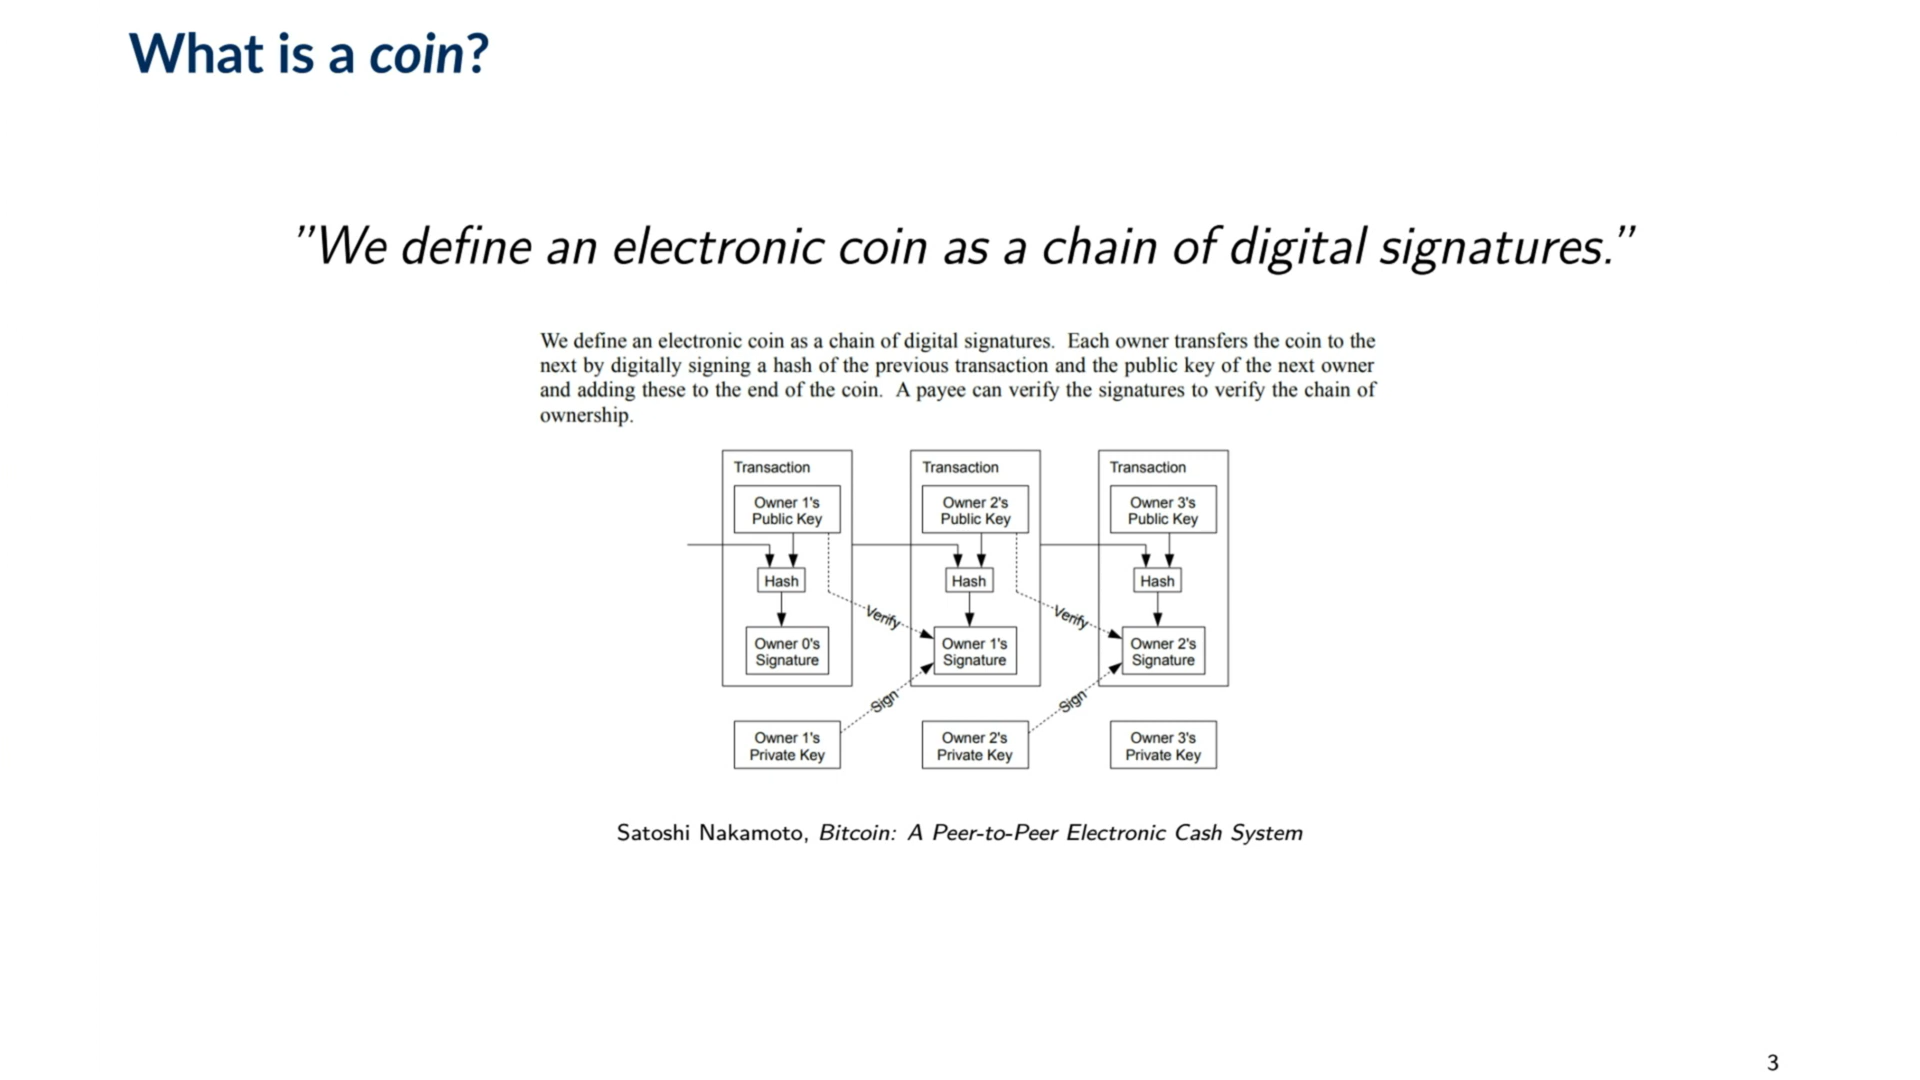 What is a coin?
”We define an electronic coin as a chain of digital signatures.”
We define an electronic coin as a chain of digital signatures. Each owner transfers the coin to the
next by digitally signing a hash of the previous transaction and the public key of the next owner
and adding these to the end of the coin. A payee can verify the signatures to verify the chain of
ownership.
Transaction
Owner 1's
Public Key
Hash
Owner 0's
Signature
Transaction
Owner 2's
Public Key
Hash
Verify
Owner 1's
Signature
Sign
Transaction
Owner 3's
Public Key
Hash
Verify
Owner 2's
Signature
Sign
Owner 1's
Private Key
Owner 2's
Private Key
Owner 3's
Private Key
Satoshi Nakamoto, Bitcoin: A Peer-to-Peer Electronic Cash System
3